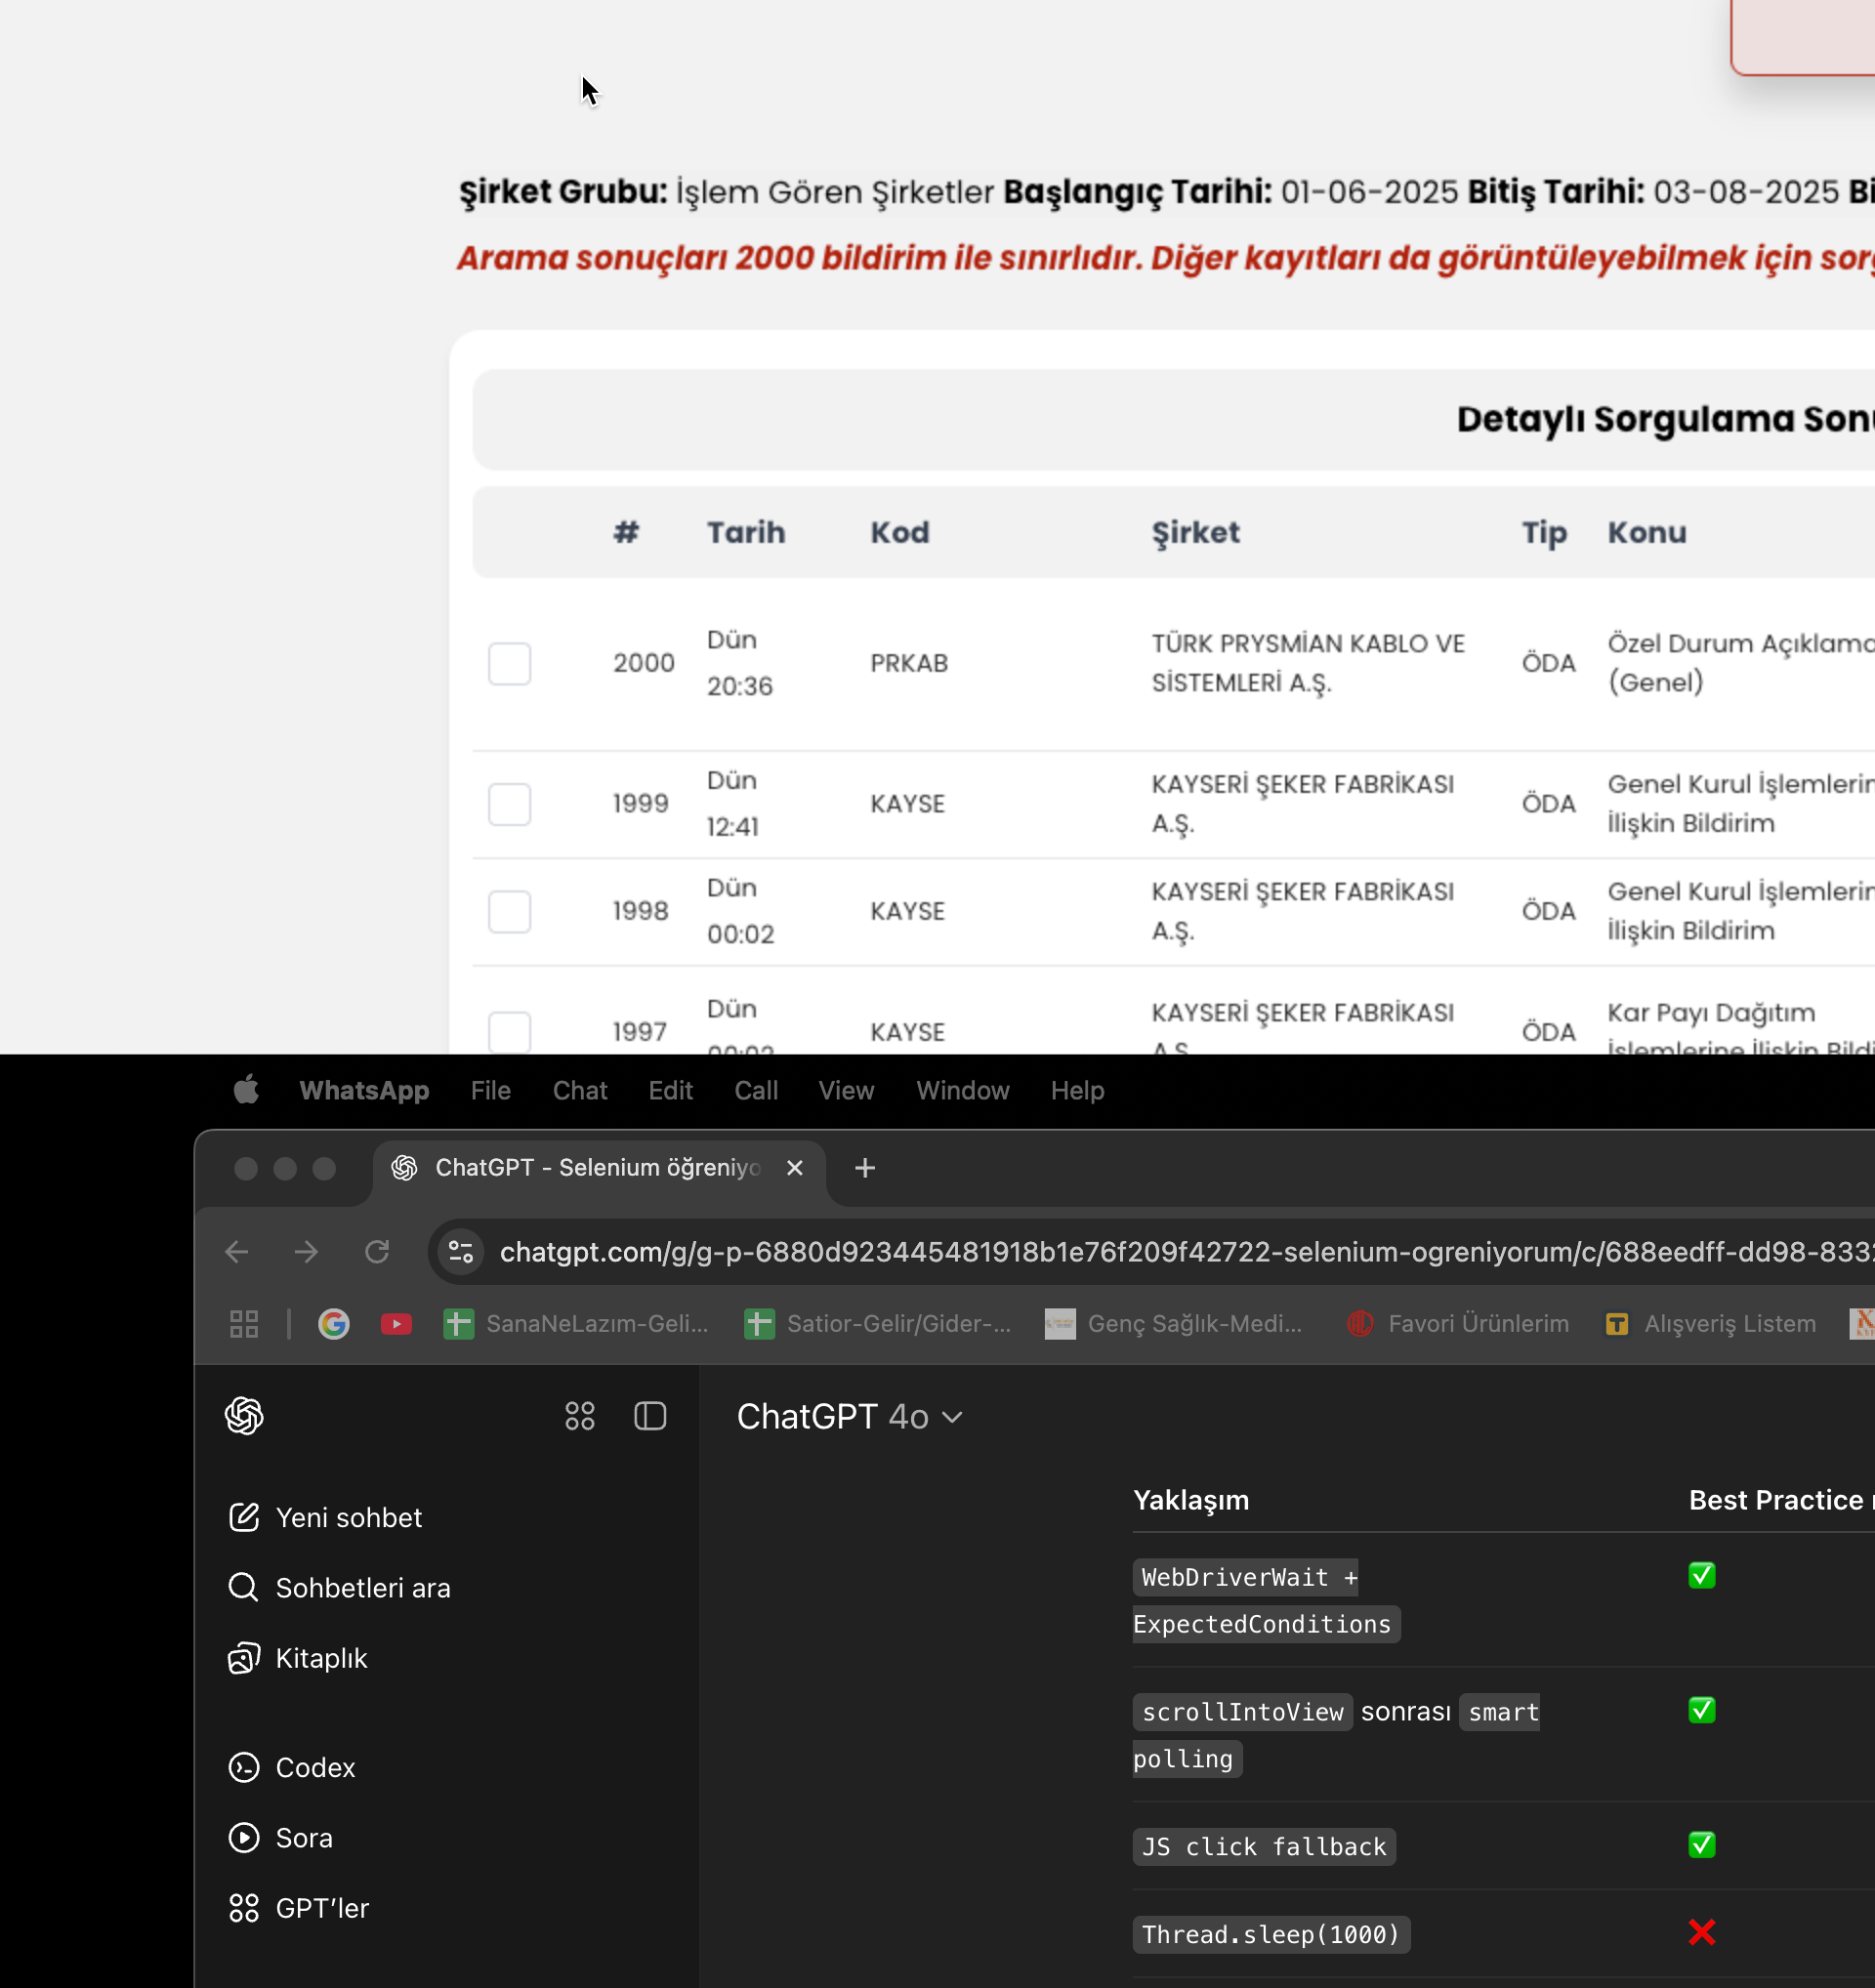 Şirket Grubu: İşlem Gören Şirketler Başlangıç Tarihi: 01-06-2025 Bitiş Tarihi: 03-08-2025
Arama sonuçları 2000 bildirim ile sınırlıdır. Diğer kayıtları da görüntüleyebilmek için
Detaylı Sorgulama
# Tarih Kod Şirket Tip Konu
2000 Dün 20:36 PRKAB TÜRK PRYSMİAN KABLO VE SİSTEMLERİ A.Ş. ÖDA Özel Durum Açıklama (Genel)
1999 Dün 12:41 KAYSE KAYSERİ ŞEKER FABRİKASI A.Ş. ÖDA Genel Kurul İşlemlerin İlişkin Bildirim
1998 Dün 00:02 KAYSE KAYSERİ ŞEKER FABRİKASI A.Ş. ÖDA Genel Kurul İşlemlerin İlişkin Bildirim
1997 Dün KAYSE KAYSERİ ŞEKER FABRİKASI ÖDA Kar Payı Dağıtım İşlemlerine İlişkin
WhatsApp File Chat Edit Call View Window Help
ChatGPT - Selenium öğreniyo
chatgpt.com/g/g-p-6880d923445481918b1e76f209f42722-selenium-ogreniyorum/c/688eedff-dd98-833
SanaNeLazım-Geli... Satior-Gelir/Gider-... Genç Sağlık-Medi... Favori Ürünlerim Alışveriş Listem
ChatGPT 4o
Yeni sohbet
Sohbetleri ara
Kitaplık
Codex
Sora
GPT'ler
Yaklaşım Best Practice
WebDriverWait +
ExpectedConditions
scrollIntoView sonrası smart
polling
JS click fallback
Thread.sleep(1000)